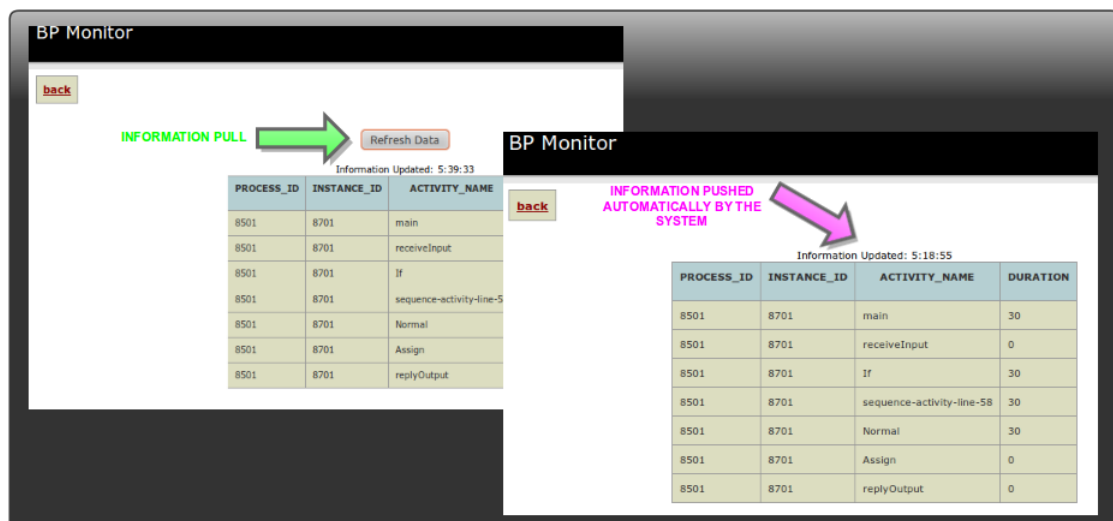 BP Monitor
back
INFORMATION PULL
Refresh Data
Information Updated: 5:39:33
PROCESS_ID INSTANCE_ID ACTIVITY_NAME
8501 8701 main
8501 8701 receiveInput
8501 8701 If
8501 8701 sequence-activity-line-5
8501 8701 Normal
8501 8701 Assign
8501 8701 replyOutput
BP Monitor
back
INFORMATION PUSHED
AUTOMATICALLY BY THE
SYSTEM
Information Updated: 5:18:55
PROCESS_ID INSTANCE_ID ACTIVITY_NAME DURATION
8501 8701 main 30
8501 8701 receiveInput 0
8501 8701 If 30
8501 8701 sequence-activity-line-58 30
8501 8701 Normal 30
8501 8701 Assign 0
8501 8701 replyOutput 0